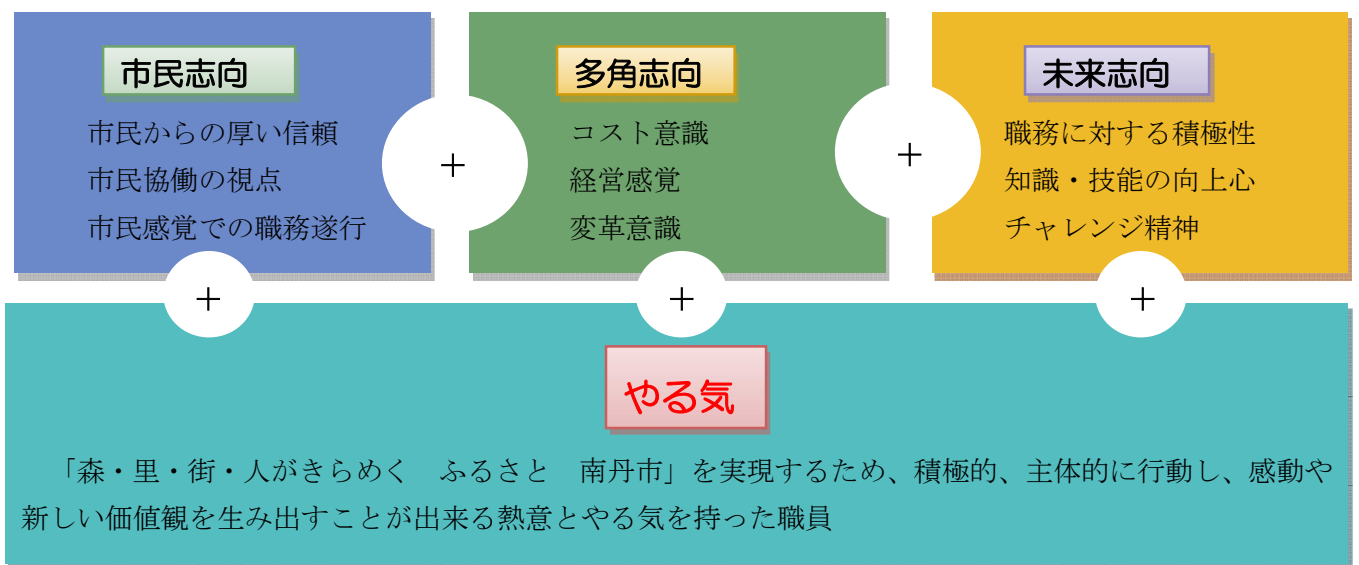 市民志向
市民からの厚い信頼
市民協働の視点
市民感覚での職務遂行
+
多角志向
コスト意識
経営感覚
変革意識
+
未来志向
職務に対する積極性
知識・技能の向上心
チャレンジ精神
+
+
+
やる気
「森・里・街・人がきらめく　ふるさと　南丹市」を実現するため、積極的、主体的に行動し、感動や
新しい価値観を生み出すことが出来る熱意とやる気を持った職員